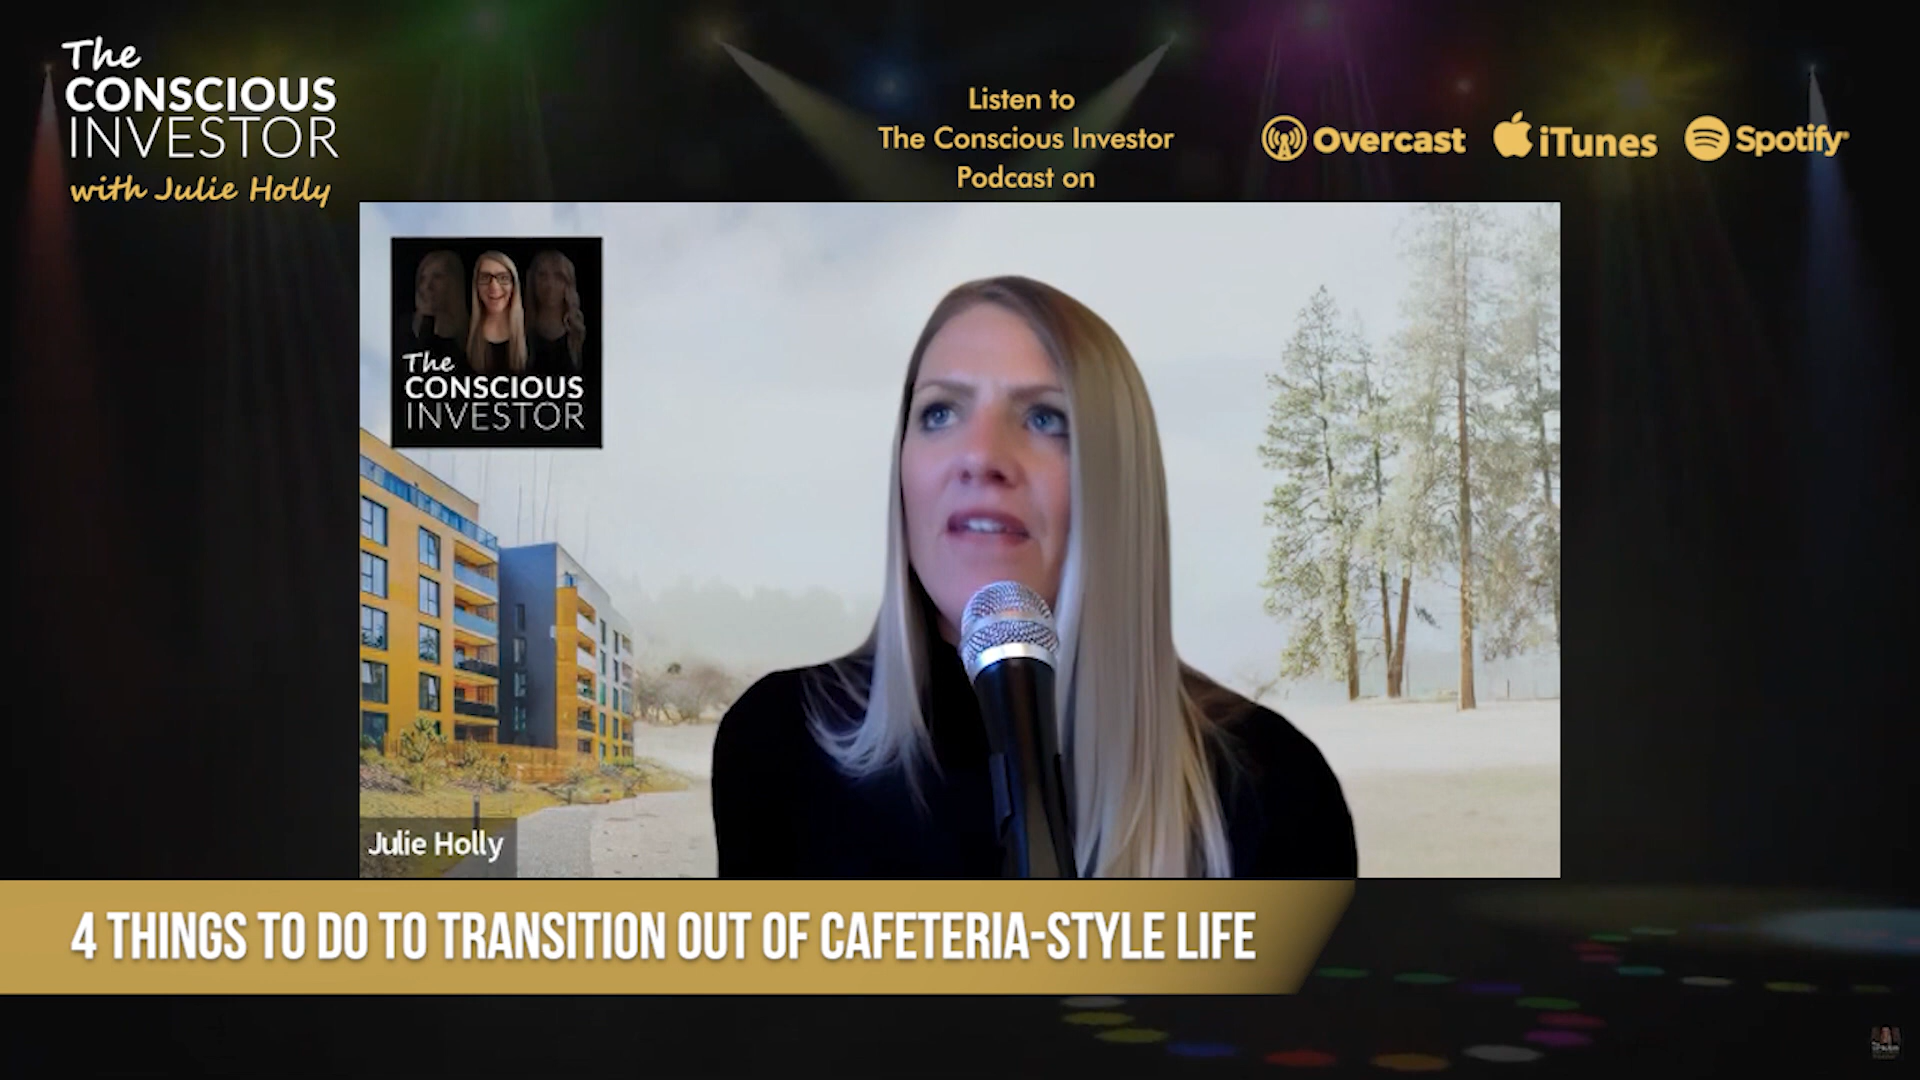 The
CONSCIOUS
INVESTOR
with Julie Holly
Listen to
The Conscious Investor
Podcast on
Overcast
iTunes
Spotify
The
CONSCIOUS
INVESTOR
Julie Holly
4 THINGS TO DO TO TRANSITION OUT OF CAFETERIA-STYLE LIFE